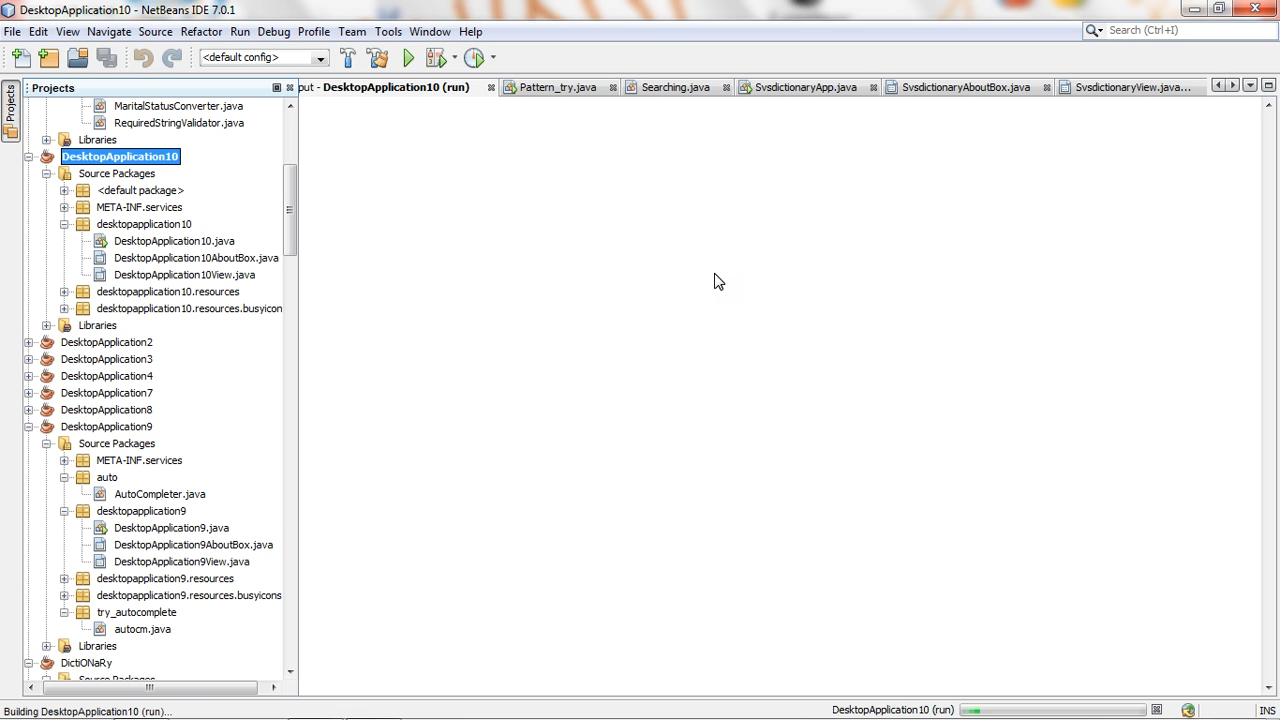 DesktopApplication10 - NetBeans IDE 7.0.1
File Edit View Navigate Source Refactor Run Debug Profile Team Tools Window Help
Search (Ctrl+I)
<default config>
Projects
Projects
put - DesktopApplication10 (run)
Pattern_try.java
Searching.java
SvsdictionaryApp.java
SvsdictionaryAboutBox.java
SvsdictionaryView.java...
MaritalStatusConverter.java
RequiredStringValidator.java
Libraries
DesktopApplication10
Source Packages
<default package>
META-INF.services
desktopapplication10
DesktopApplication10.java
DesktopApplication10AboutBox.java
DesktopApplication10View.java
desktopapplication10.resources
desktopapplication10.resources.busyicon
Libraries
DesktopApplication2
DesktopApplication3
DesktopApplication4
DesktopApplication7
DesktopApplication8
DesktopApplication9
Source Packages
META-INF.services
auto
AutoCompleter.java
desktopapplication9
DesktopApplication9.java
DesktopApplication9AboutBox.java
DesktopApplication9View.java
desktopapplication9.resources
desktopapplication9.resources.busyicons
try_autocomplete
autocm.java
Libraries
DictiONaRy
Source Packages
Building DesktopApplication10 (run)...
DesktopApplication10 (run)
INS